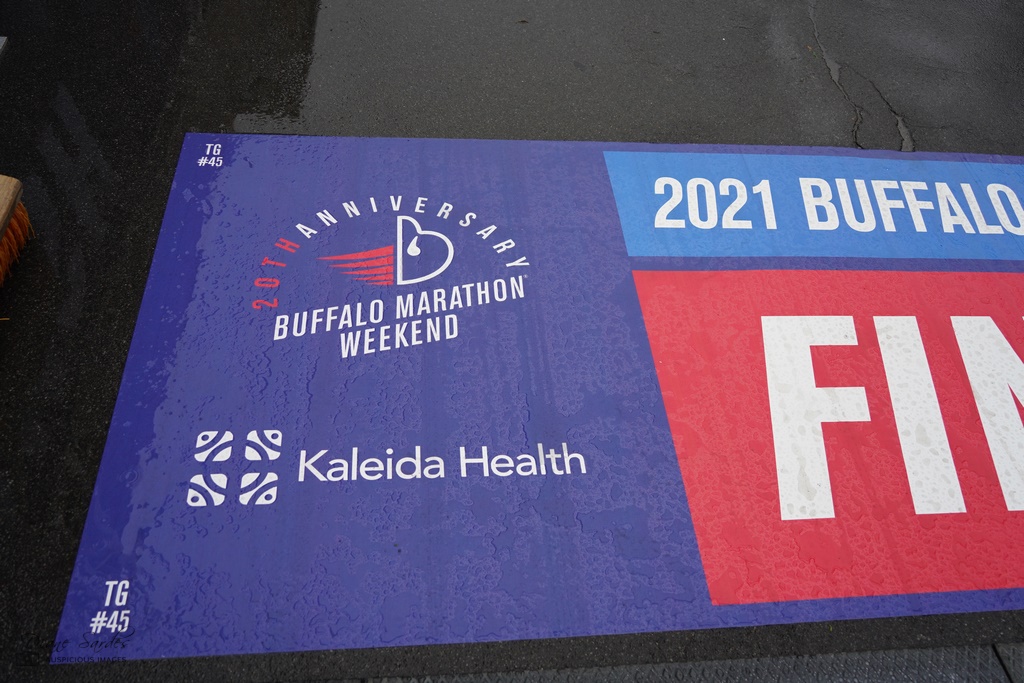 TG
#45
20TH ANNIVERSARY
BUFFALO MARATHON
WEEKEND
2021 BUFFALO
FIN
Kaleida Health
TG
#45